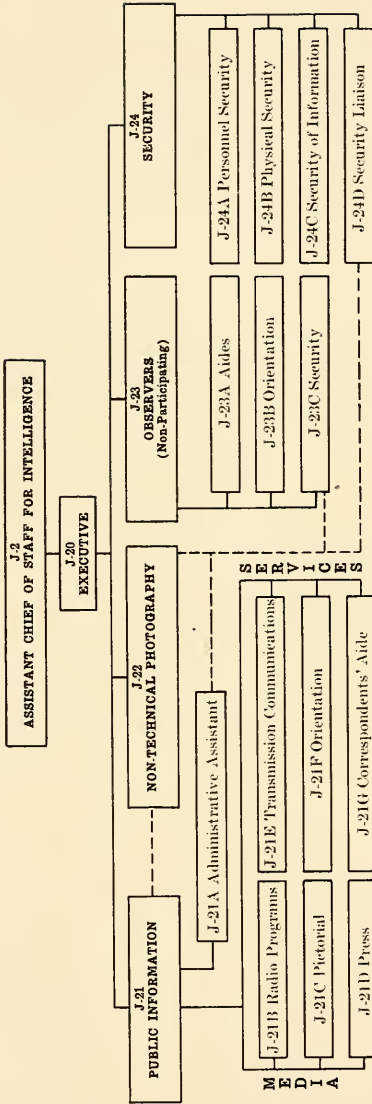 J-2
ASSISTANT CHIEF OF STAFF FOR INTELLIGENCE
J-20
EXECUTIVE
J-21
PUBLIC INFORMATION
J-22
NON-TECHNICAL PHOTOGRAPHY
J-23
OBSERVERS
(Non-Participating)
J-24
SECURITY
J-21A Administrative Assistant
MEDIA
J-21B Radio Programs
J-21C Pictorial
J-21D Press
J-21E Transmission Communications
J-21F Orientation
J-21G Correspondents' Aide
SERVICES
J-23A Aides
J-23B Orientation
J-23C Security
J-24A Personnel Security
J-24B Physical Security
J-24C Security of Information
J-24D Security Liaison